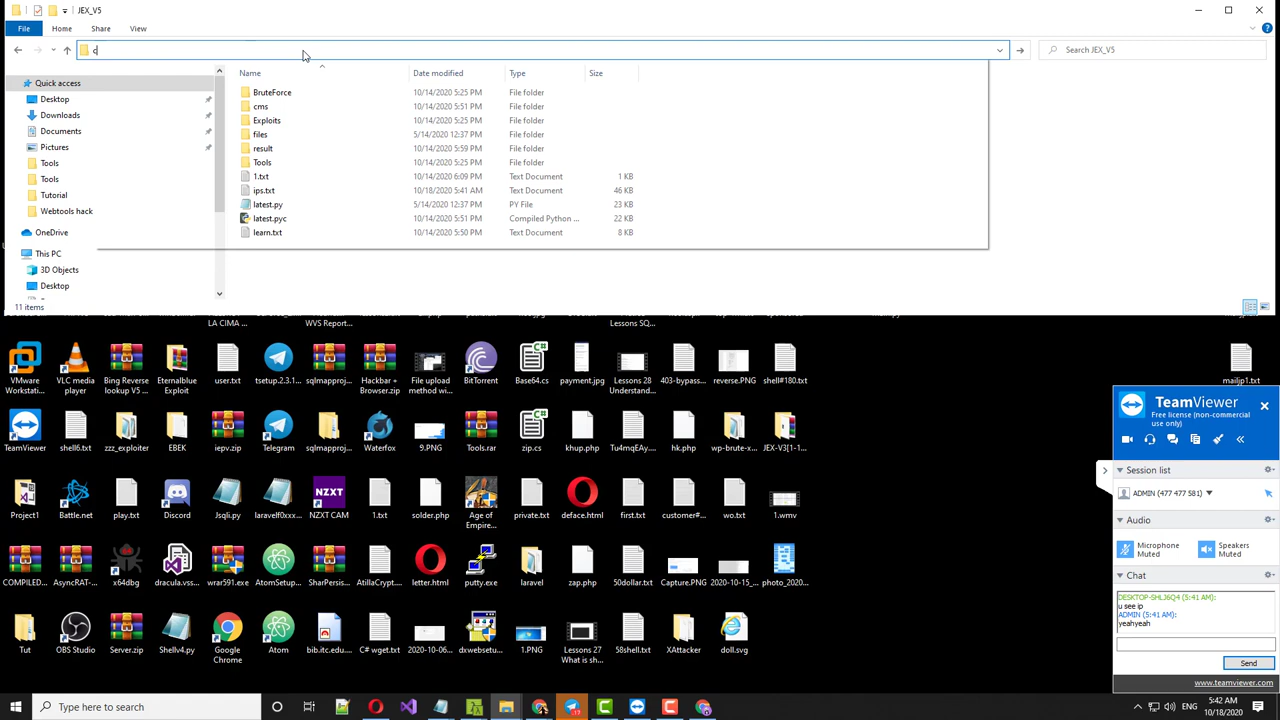 JEX_V5
File
Home
Share
View
c
Search JEX_V5
Name
Date modified
Type
Size
Quick access
Desktop
Downloads
Documents
Pictures
Tools
Tools
Tutorial
Webtools hack
OneDrive
This PC
3D Objects
Desktop
BruteForce 10/14/2020 5:25 PM File folder
cms 10/14/2020 5:51 PM File folder
Exploits 10/14/2020 5:25 PM File folder
files 5/14/2020 12:37 PM File folder
result 10/14/2020 5:59 PM File folder
Tools 10/14/2020 5:25 PM File folder
1.txt 10/14/2020 6:09 PM Text Document 1 KB
ips.txt 10/18/2020 5:41 AM Text Document 46 KB
latest.py 5/14/2020 12:37 PM PY File 23 KB
latest.pyc 10/14/2020 5:51 PM Compiled Python ... 22 KB
learn.txt 10/14/2020 5:50 PM Text Document 8 KB
11 items
LA CIMA ...
WVS Report...
Lessons SQ...
VMware Workstati...
VLC media player
Bing Reverse lookup V5 ...
Eternalblue Exploit
user.txt
tsetup.2.3.1...
sqlmapproj...
Hackbar + Browser.zip
File upload method wi...
BitTorrent
Base64.cs
payment.jpg
Lessons 28 Understand...
403-bypass...
reverse.PNG
shell#180.txt
mailjp1.txt
TeamViewer
shell6.txt
zzz_exploiter
EBEK
iepv.zip
Telegram
sqlmapproj...
Waterfox
9.PNG
Tools.rar
zip.cs
khup.php
Tu4mqEAy...
hk.php
wp-brute-x...
JEX-V3[1-1...
Project1
Battle.net
play.txt
Discord
Jsqli.py
laravelf0xxx...
NZXT
NZXT CAM
1.txt
solder.php
Age of Empire...
private.txt
deface.html
first.txt
customer#...
wo.txt
1.wmv
COMPILED...
AsyncRAT-...
x64dbg
dracula.vss...
wrar591.exe
AtomSetup...
SharPersis...
AtillaCrypt...
letter.html
putty.exe
laravel
zap.php
50dollar.txt
Capture.PNG
2020-10-15_...
photo_2020...
Tut
OBS Studio
Server.zip
Shellv4.py
Google Chrome
Atom
bib.itc.edu....
C# wget.txt
2020-10-06...
dxwebsetu...
1.PNG
Lessons 27 What is sh...
58shell.txt
XAttacker
doll.svg
TeamViewer
Free license (non-commercial
use only)
Session list
ADMIN (477 477 581)
Audio
Microphone
Muted
Speakers
Muted
Chat
DESKTOP-SHLJ6Q4 (5:41 AM):
u see ip
ADMIN (5:41 AM):
yeahyeah
Send
www.teamviewer.com
Type here to search
ENG
5:42 AM
10/18/2020